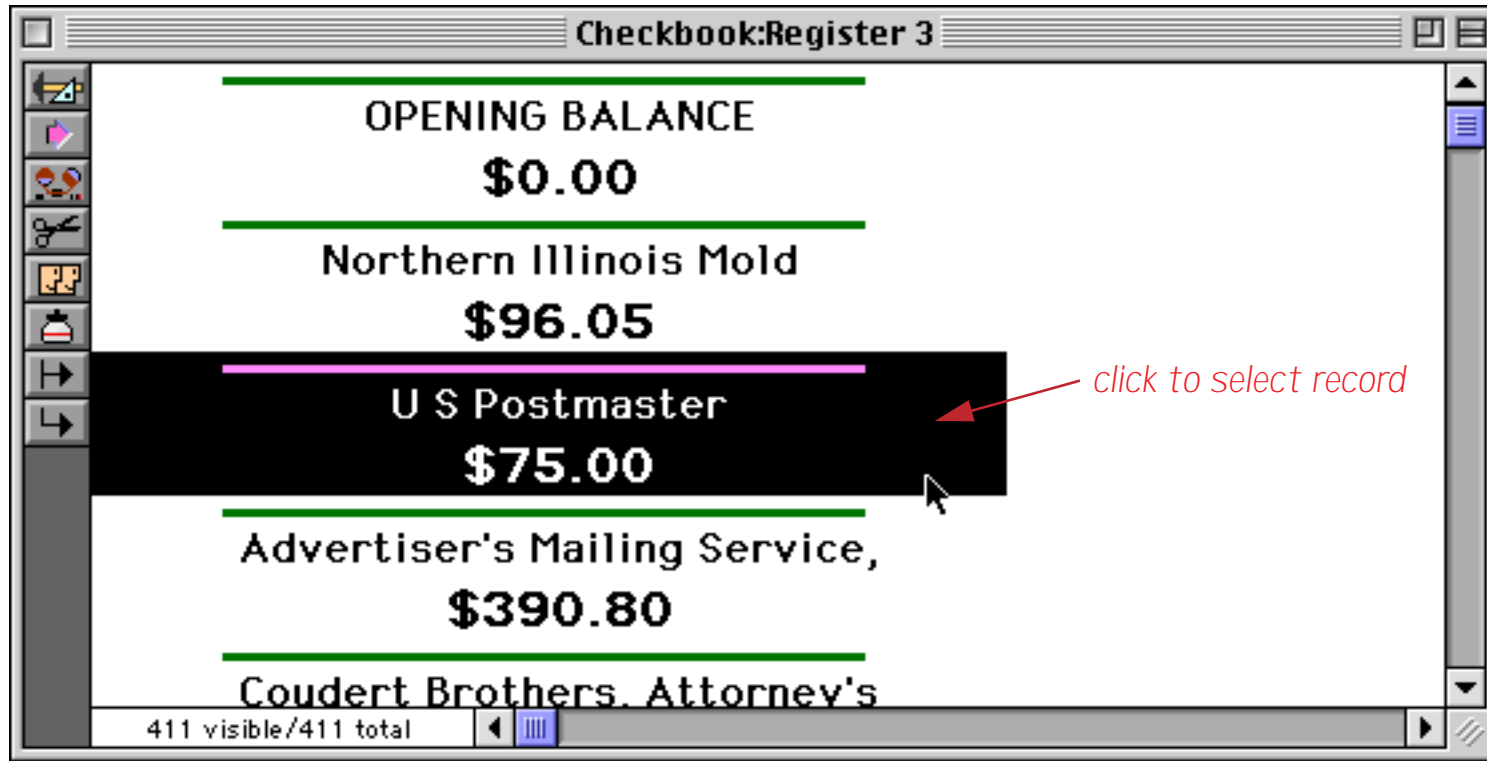 Checkbook:Register 3
OPENING BALANCE
$0.00
Northern Illinois Mold
$96.05
U S Postmaster
$75.00
click to select record
Advertiser's Mailing Service,
$390.80
Coudert Brothers, Attorney's
411 visible/411 total